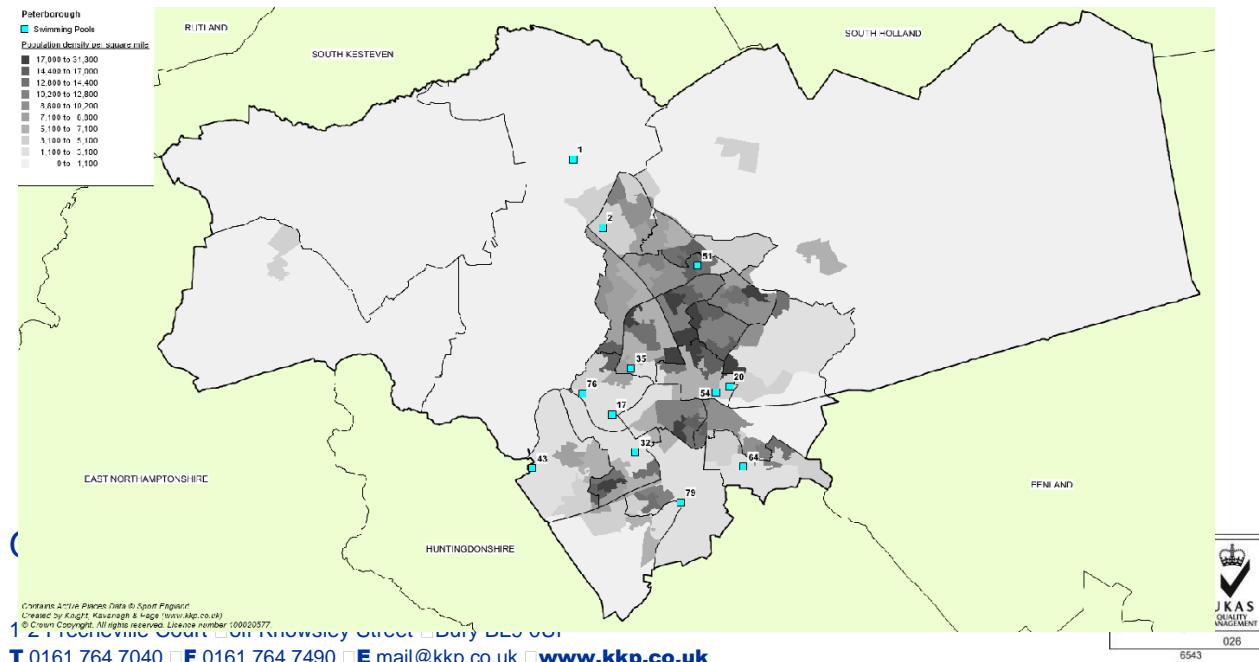 Peterborough
Swimming Pools
Population density per square mile
17,000 to 31,300
14,400 to 17,000
12,800 to 14,400
10,200 to 12,800
8,800 to 10,200
7,100 to 8,800
5,100 to 7,100
3,100 to 5,100
1,100 to 3,100
0 to 1,100
RUTLAND
SOUTH KESTEVEN
SOUTH HOLLAND
1
2
51
35
76
20
54
17
32
43
64
79
EAST NORTHAMPTONSHIRE
FENLAND
HUNTINGDONSHIRE
Contains Active Places Data © Sport England
Created by Knight, Kavanagh & Page (www.kkp.co.uk)
© Crown Copyright. All rights reserved. Licence number 100020577.
T 0161 764 7040 F 0161 764 7490 E mail@kkp.co.uk www.kkp.co.uk
UKAS
QUALITY
MANAGEMENT
026
6543